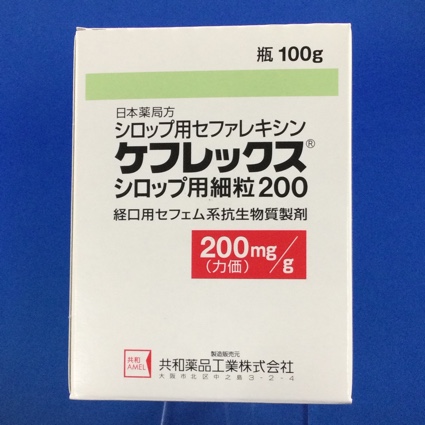 瓶 100g
日本薬局方
シロップ用セファレキシン
ケフレックス®
シロップ用細粒200
経口用セフェム系抗生物質製剤
200mg/g
(力価)
共和
AMEL
製造販売元
共和薬品工業株式会社
大阪市北区中之島3-2-4